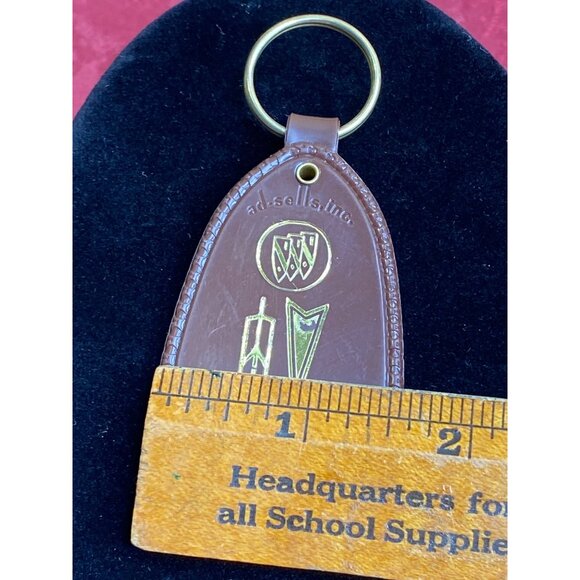 ad-sells, inc.
1 2
Headquarters for
all School Supplie